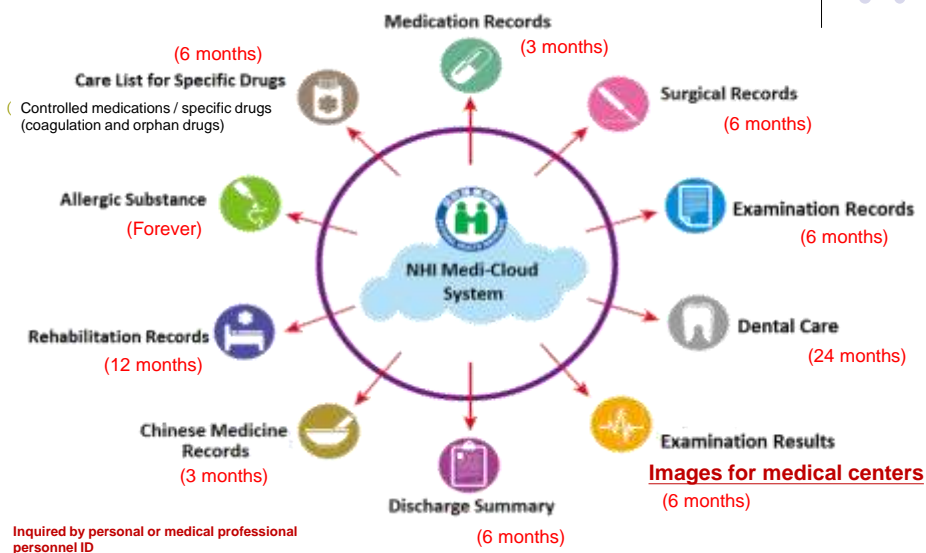 Medication Records
(3 months)
(6 months)
Care List for Specific Drugs
( Controlled medications / specific drugs
(coagulation and orphan drugs)
Surgical Records
(6 months)
Allergic Substance
(Forever)
Examination Records
(6 months)
NHI Medi-Cloud
System
Rehabilitation Records
(12 months)
Dental Care
(24 months)
Chinese Medicine
Records
(3 months)
Examination Results
Images for medical centers
(6 months)
Discharge Summary
(6 months)
Inquired by personal or medical professional
personnel ID